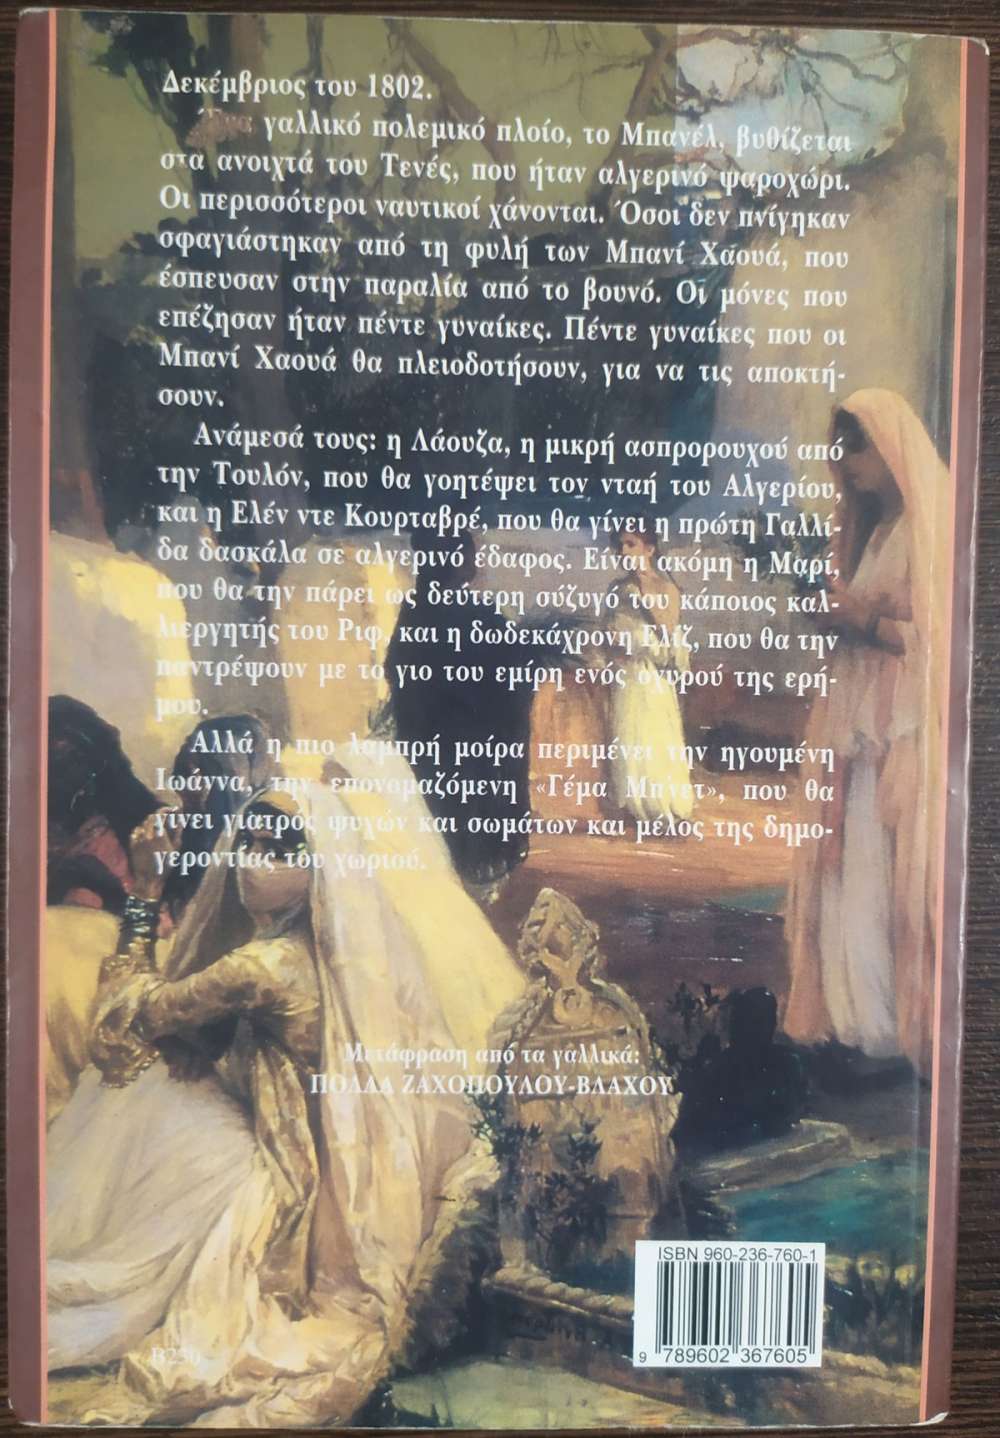 Δεκέμβριος του 1802.
Ένα γαλλικό πολεμικό πλοίο, το Μπανέλ, βυθίζεται
στα ανοιχτά του Τενές, που ήταν αλγερινό ψαροχώρι.
Οι περισσότεροι ναυτικοί χάνονται. Όσοι δεν πνίγηκαν
σφαγιάστηκαν από τη φυλή των Μπανί Χαουά, που
έσπευσαν στην παραλία από το βουνό. Οι μόνες που
επέζησαν ήταν πέντε γυναίκες. Πέντε γυναίκες που οι
Μπανί Χαουά θα πλειοδοτήσουν, για να τις αποκτή-
σουν.
Ανάμεσά τους: η Λάουζα, η μικρή ασπρορουχού από
την Τουλόν, που θα γοητέψει τον νταή του Αλγερίου,
και η Ελέν ντε Κουρταβρέ, που θα γίνει η πρώτη Γαλλί-
δα δασκάλα σε αλγερινό έδαφος. Είναι ακόμη η Μαρί,
που θα την πάρει ως δεύτερη σύζυγό του κάποιος καλ-
λιεργητής του Ριφ, και η δωδεκάχρονη Ελίζ, που θα την
παντρέψουν με το γιο του εμίρη ενός οχυρού της ερή-
μου.
Αλλά η πιο λαμπρή μοίρα περιμένει την ηγουμένη
Ιωάννα, την επονομαζόμενη «Γέμα Μπνετ», που θα
γίνει γιατρός ψυχών και σωμάτων και μέλος της δημο-
γεροντίας του χωριού.
Μετάφραση από τα γαλλικά:
ΠΟΛΛΑ ΖΑΧΟΠΟΥΛΟΥ-ΒΛΑΧΟΥ
ISBN 960-236-760-1
9 789602 367605
Β230